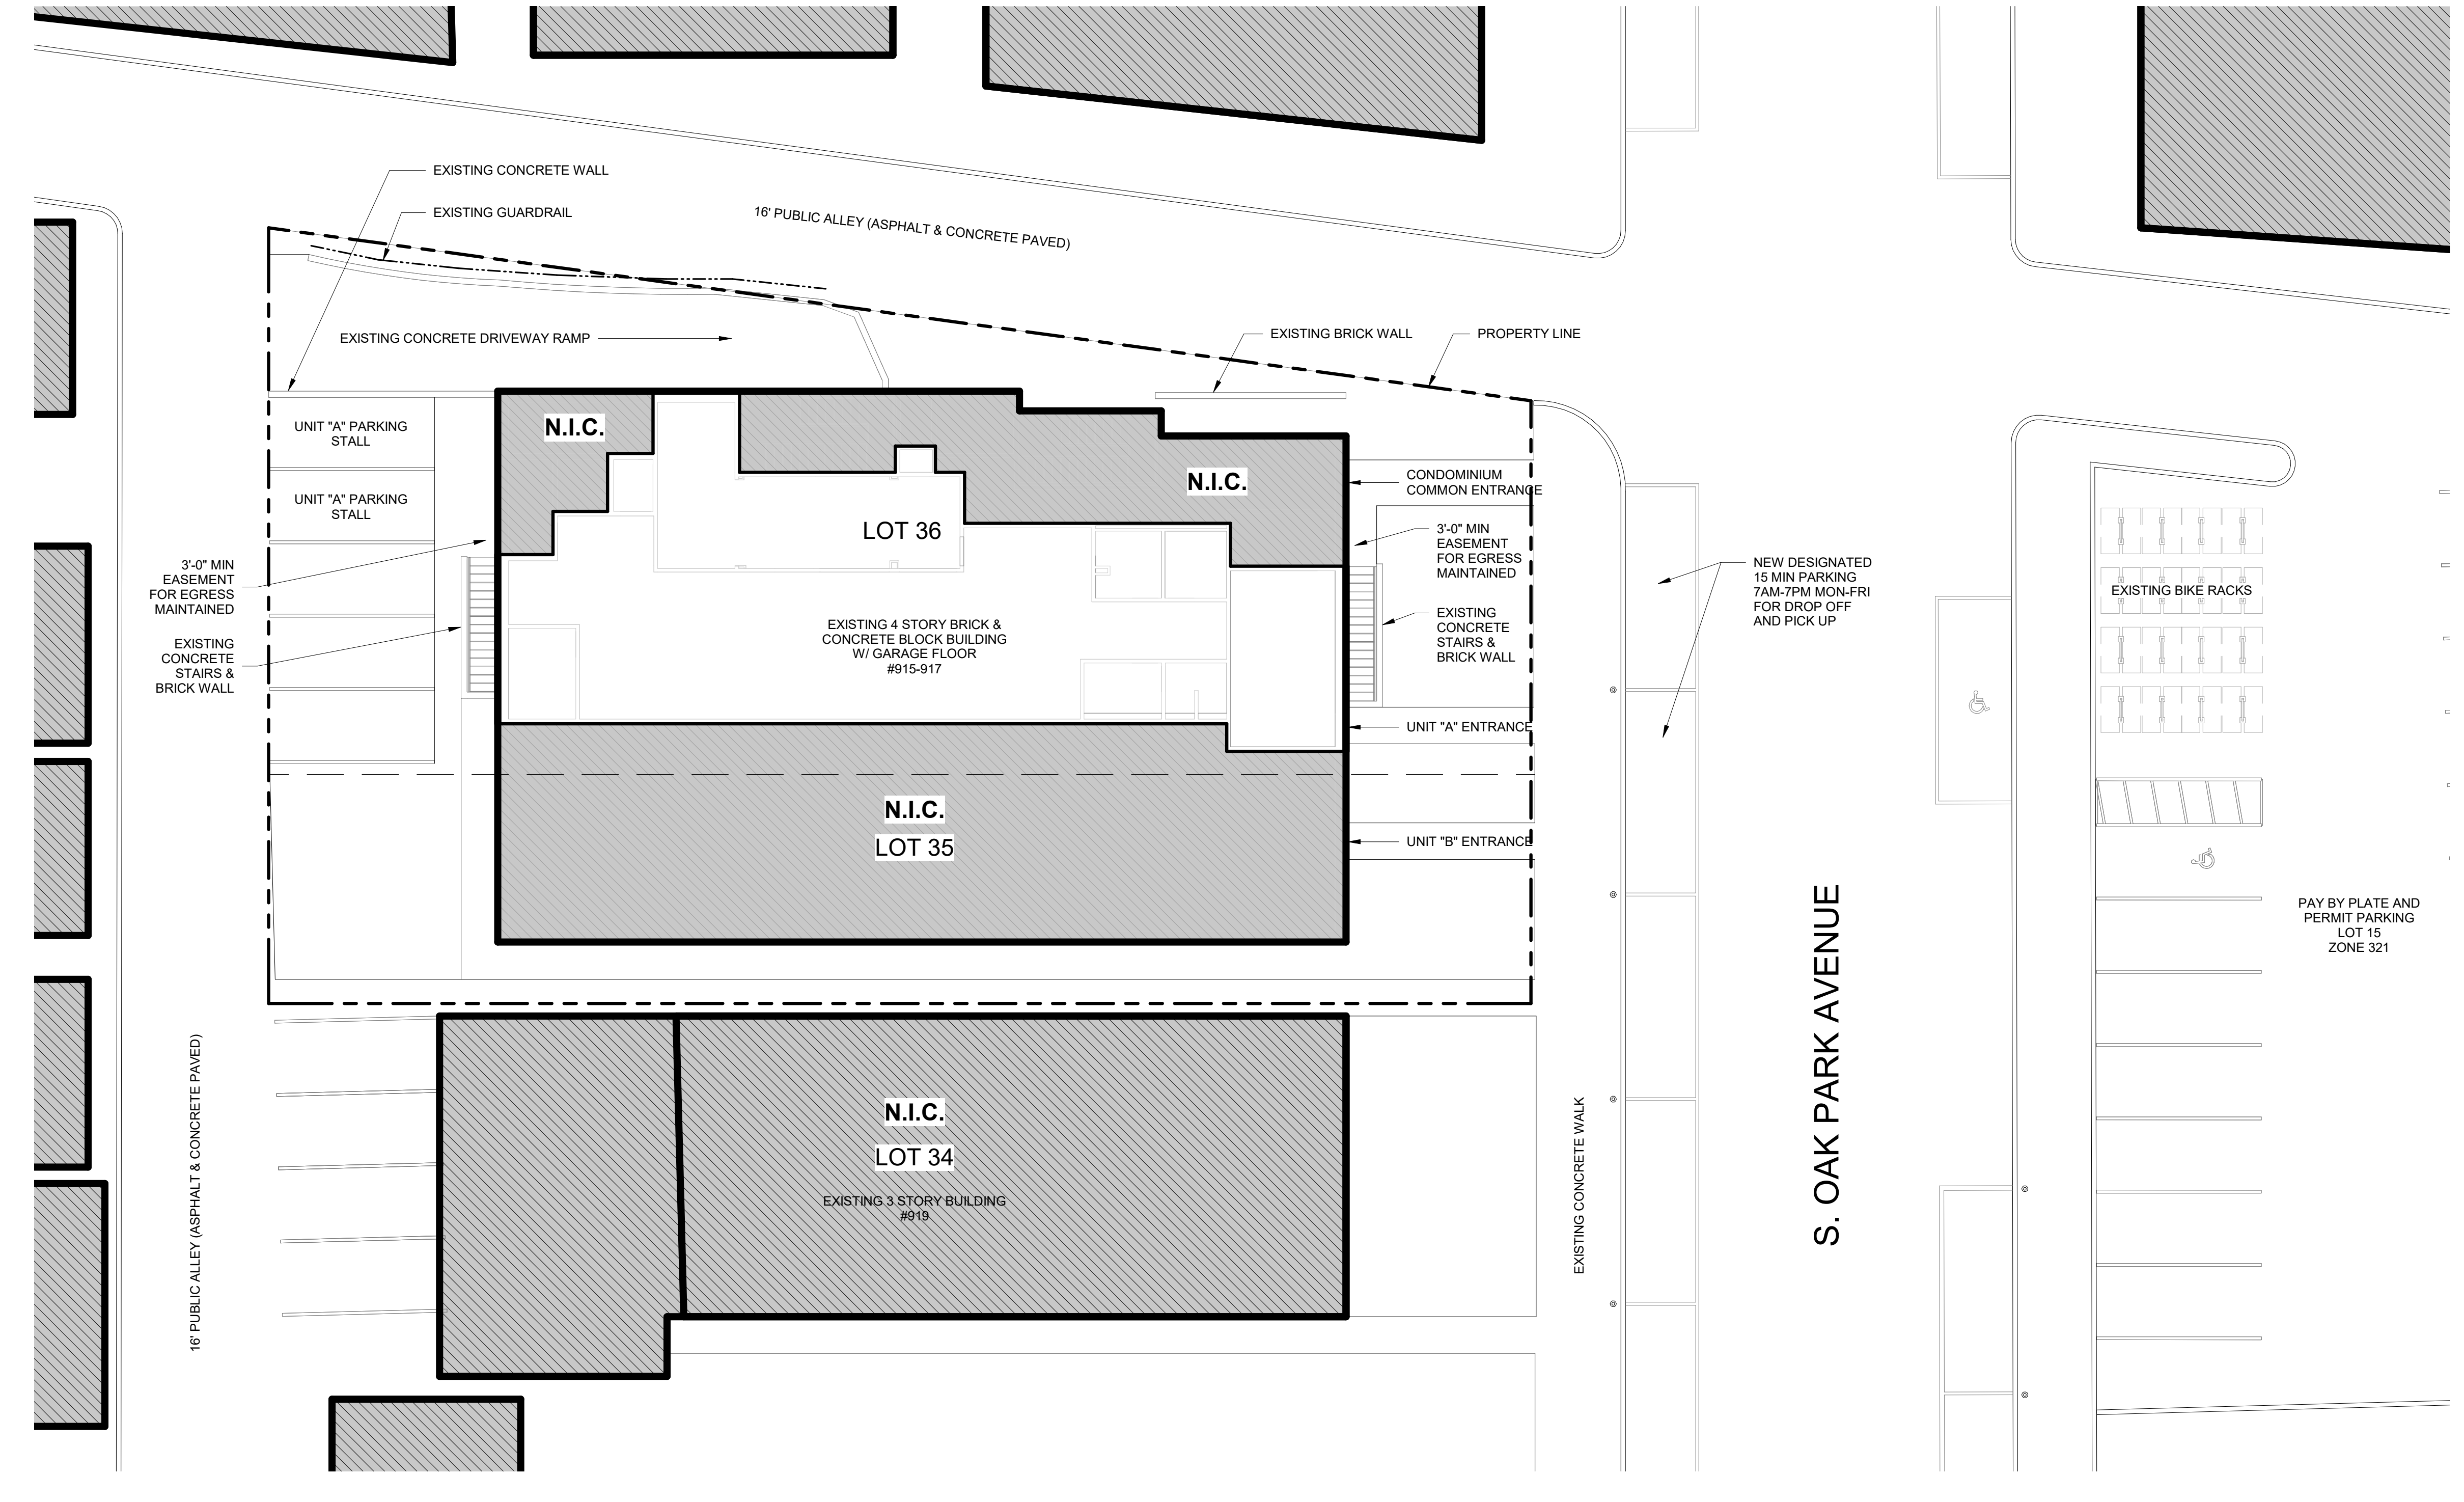 EXISTING CONCRETE WALL
EXISTING GUARDRAIL
16' PUBLIC ALLEY (ASPHALT & CONCRETE PAVED)
EXISTING CONCRETE DRIVEWAY RAMP
EXISTING BRICK WALL
PROPERTY LINE
UNIT "A" PARKING
STALL
N.I.C.
UNIT "A" PARKING
STALL
N.I.C.
CONDOMINIUM
COMMON ENTRANCE
LOT 36
3'-0" MIN
EASEMENT
FOR EGRESS
MAINTAINED
3'-0" MIN
EASEMENT
FOR EGRESS
MAINTAINED
NEW DESIGNATED
15 MIN PARKING
7AM-7PM MON-FRI
FOR DROP OFF
AND PICK UP
EXISTING BIKE RACKS
EXISTING
CONCRETE
STAIRS &
BRICK WALL
EXISTING 4 STORY BRICK &
CONCRETE BLOCK BUILDING
W/ GARAGE FLOOR
#915-917
EXISTING
CONCRETE
STAIRS &
BRICK WALL
UNIT "A" ENTRANCE
N.I.C.
LOT 35
UNIT "B" ENTRANCE
S. OAK PARK AVENUE
PAY BY PLATE AND
PERMIT PARKING
LOT 15
ZONE 321
16' PUBLIC ALLEY (ASPHALT & CONCRETE PAVED)
N.I.C.
LOT 34
EXISTING 3 STORY BUILDING
#919
EXISTING CONCRETE WALK